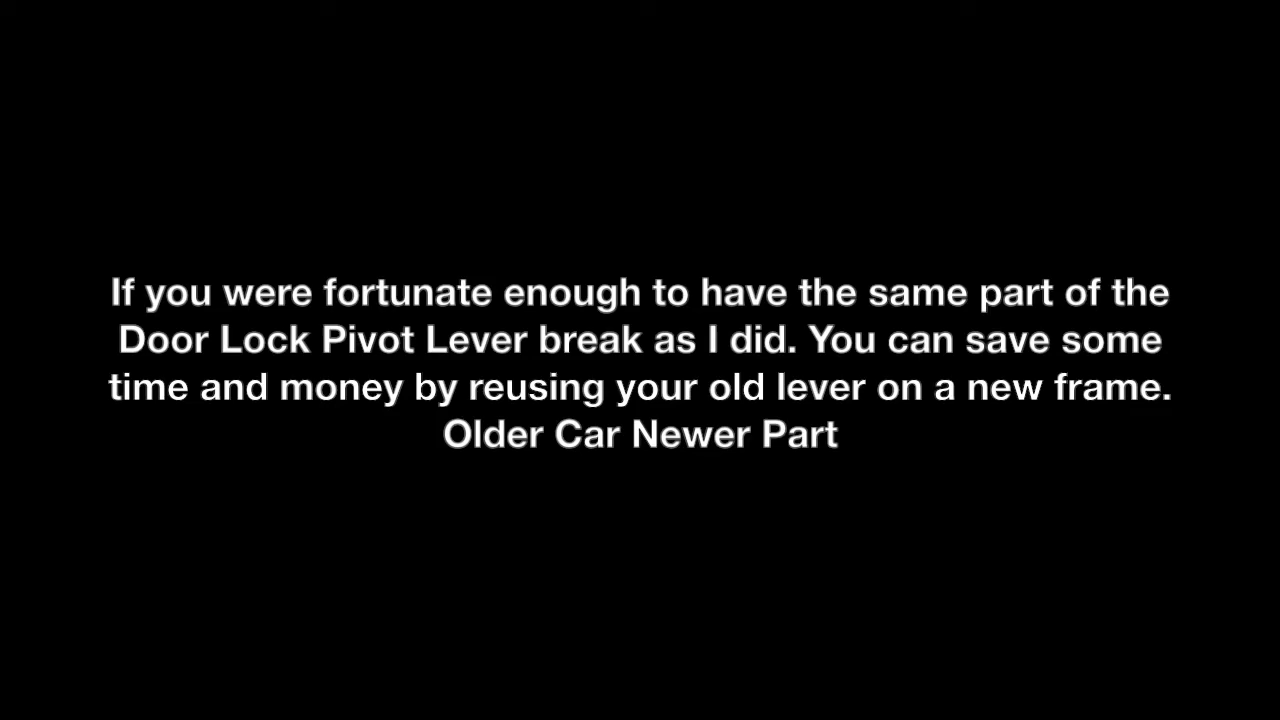 If you were fortunate enough to have the same part of the
Door Lock Pivot Lever break as I did. You can save some
time and money by reusing your old lever on a new frame.
Older Car Newer Part